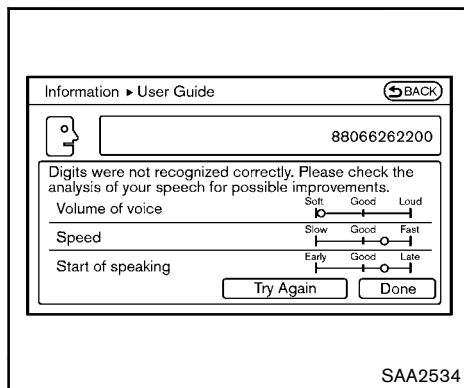 Information ▸ User Guide
BACK
88066262200
Digits were not recognized correctly. Please check the
analysis of your speech for possible improvements.
Volume of voice Soft Good Loud
Speed Slow Good Fast
Start of speaking Early Good Late
Try Again Done
SAA2534